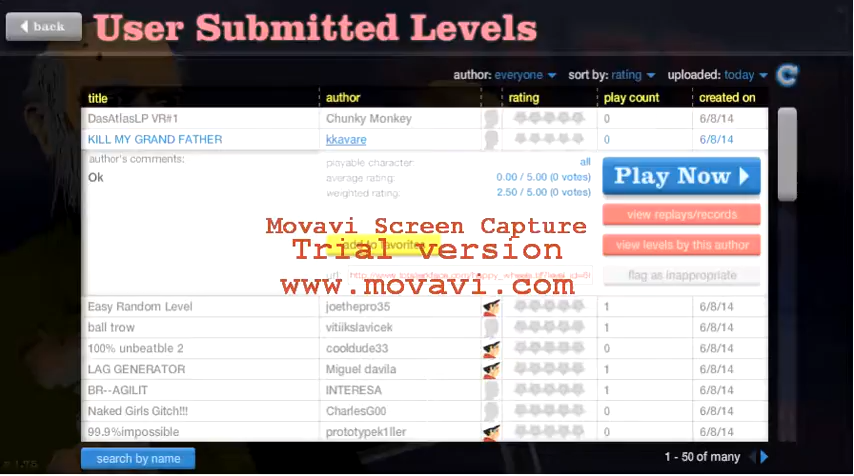 back
User Submitted Levels
author: everyone sort by: rating uploaded: today
title author rating play count created on
DasAtlasLP VR#1 Chunky Monkey 0 6/8/14
KILL MY GRAND FATHER kkavare 0 6/8/14
author's comments:
Ok
playable character: all
average rating: 0.00 / 5.00 (0 votes)
weighted rating: 2.50 / 5.00 (0 votes)
Play Now
view replays/records
add to favorites
view levels by this author
url
flag as inappropriate
Movavi Screen Capture
Trial version
www.movavi.com
Easy Random Level joethepro35 1 6/8/14
ball trow vitiikslavicek 1 6/8/14
100% unbeatble 2 cooldude33 0 6/8/14
LAG GENERATOR Miguel davila 1 6/8/14
BR--AGILIT INTERESA 1 6/8/14
Naked Girls Gitch!!! CharlesG00 0 6/8/14
99.9%impossible prototypek1ller 0 6/8/14
search by name
1 - 50 of many